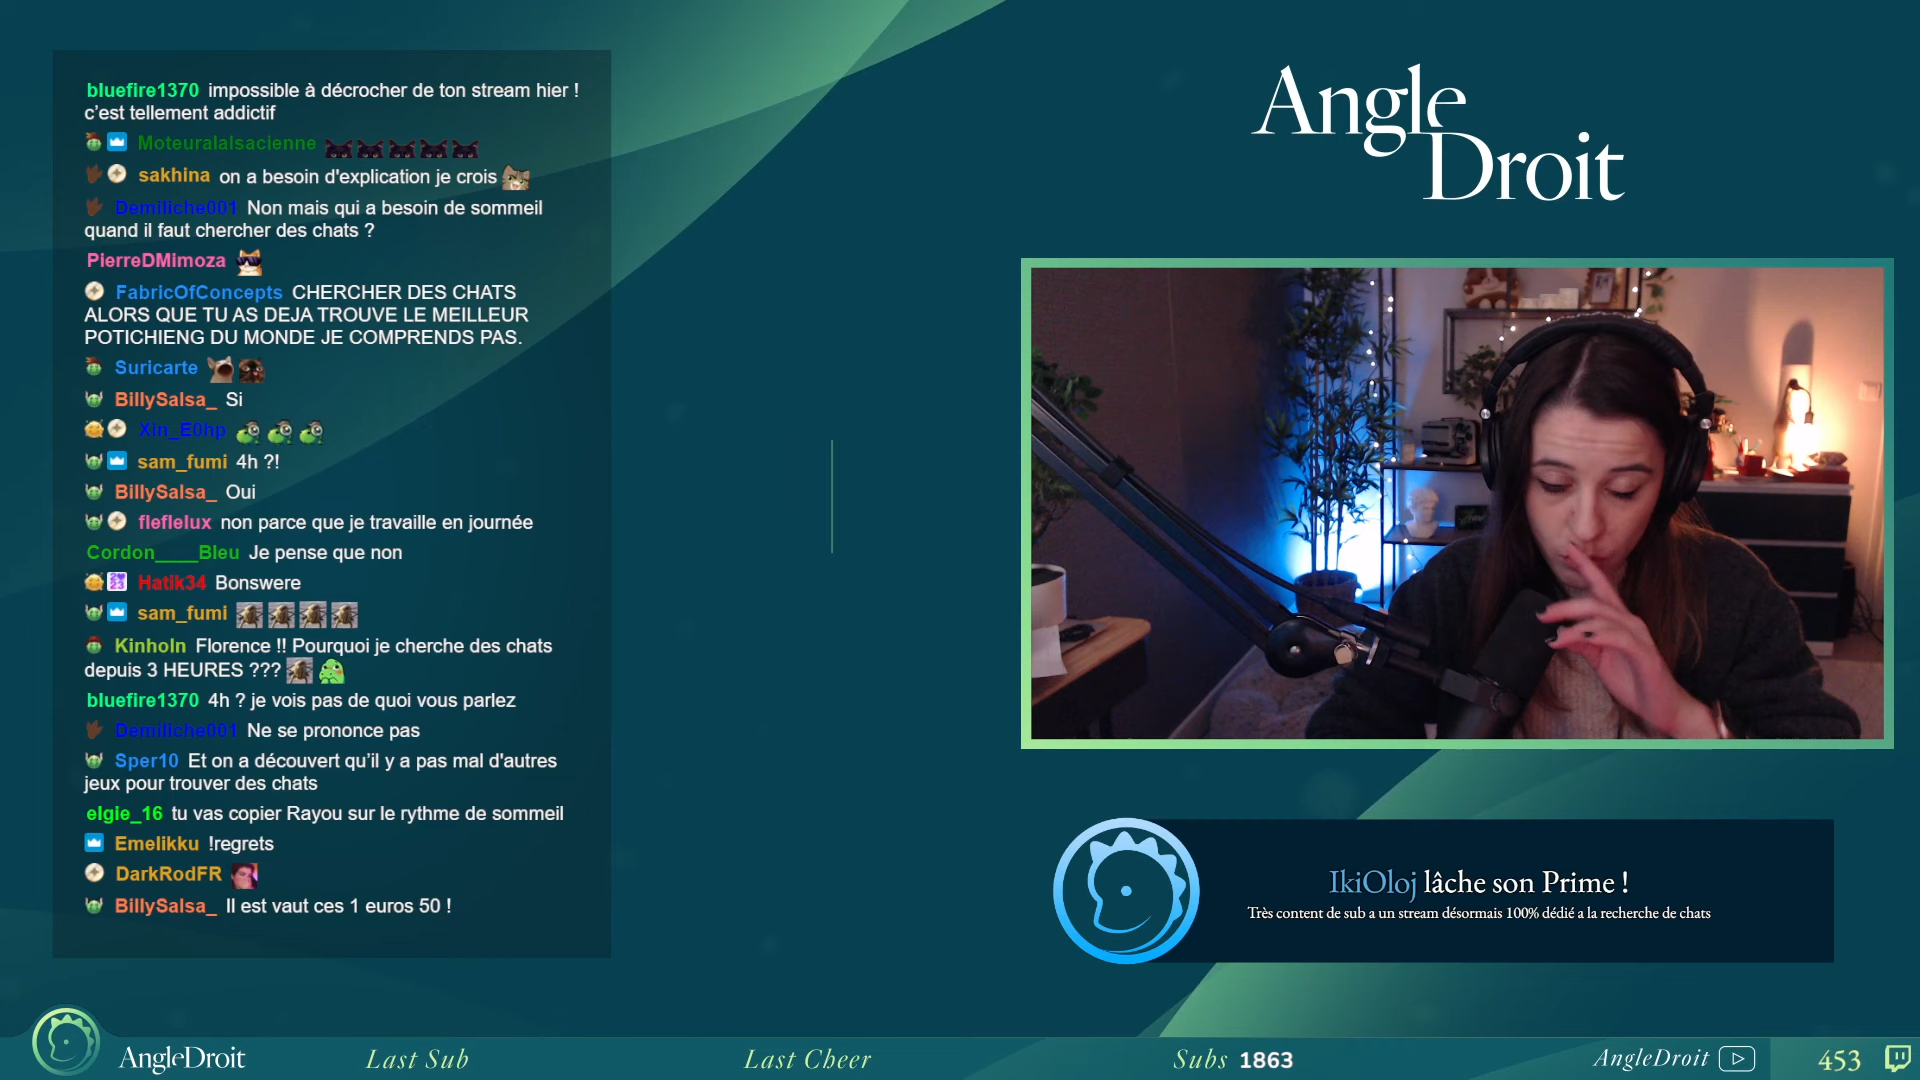 bluefire1370 impossible à décrocher de ton stream hier !
c'est tellement addictif
Moteuralalsacienne
sakhina on a besoin d'explication je crois
Demiliche001 Non mais qui a besoin de sommeil
quand il faut chercher des chats ?
PierreDMimoza
FabricOfConcepts CHERCHER DES CHATS
ALORS QUE TU AS DEJA TROUVE LE MEILLEUR
POTICHIENG DU MONDE JE COMPRENDS PAS.
Suricarte
BillySalsa_ Si
Xin_E0hp
sam_fumi 4h ?!
BillySalsa_ Oui
fleflelux non parce que je travaille en journée
Cordon____Bleu Je pense que non
Hatik34 Bonswere
sam_fumi
Kinholn Florence !! Pourquoi je cherche des chats
depuis 3 HEURES ???
bluefire1370 4h ? je vois pas de quoi vous parlez
Demiliche001 Ne se prononce pas
Sper10 Et on a découvert qu'il y a pas mal d'autres
jeux pour trouver des chats
elgie_16 tu vas copier Rayou sur le rythme de sommeil
Emelikku !regrets
DarkRodFR
BillySalsa_ Il est vaut ces 1 euros 50 !
Angle
Droit
IkiOloj lâche son Prime !
Très content de sub a un stream désormais 100% dédié a la recherche de chats
AngleDroit
Last Sub
Last Cheer
Subs 1863
AngleDroit
453